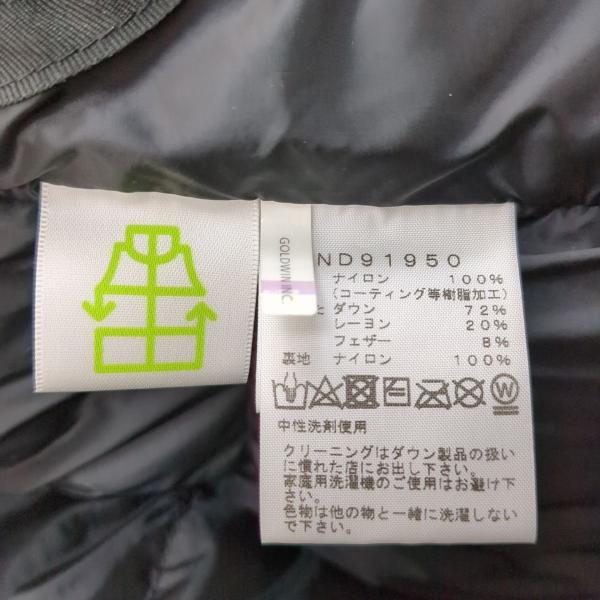 GOLDWIN INC.
ND91950
ナイロン 100%
(コーティング等樹脂加工)
ダウン 72%
レーヨン 20%
フェザー 8%
裏地 ナイロン 100%
W
中性洗剤使用
クリーニングはダウン製品の扱い
に慣れた店にお出し下さい。
家庭用洗濯機のご使用はお避け下
さい。
色物は他の物と一緒に洗濯しない
で下さい。